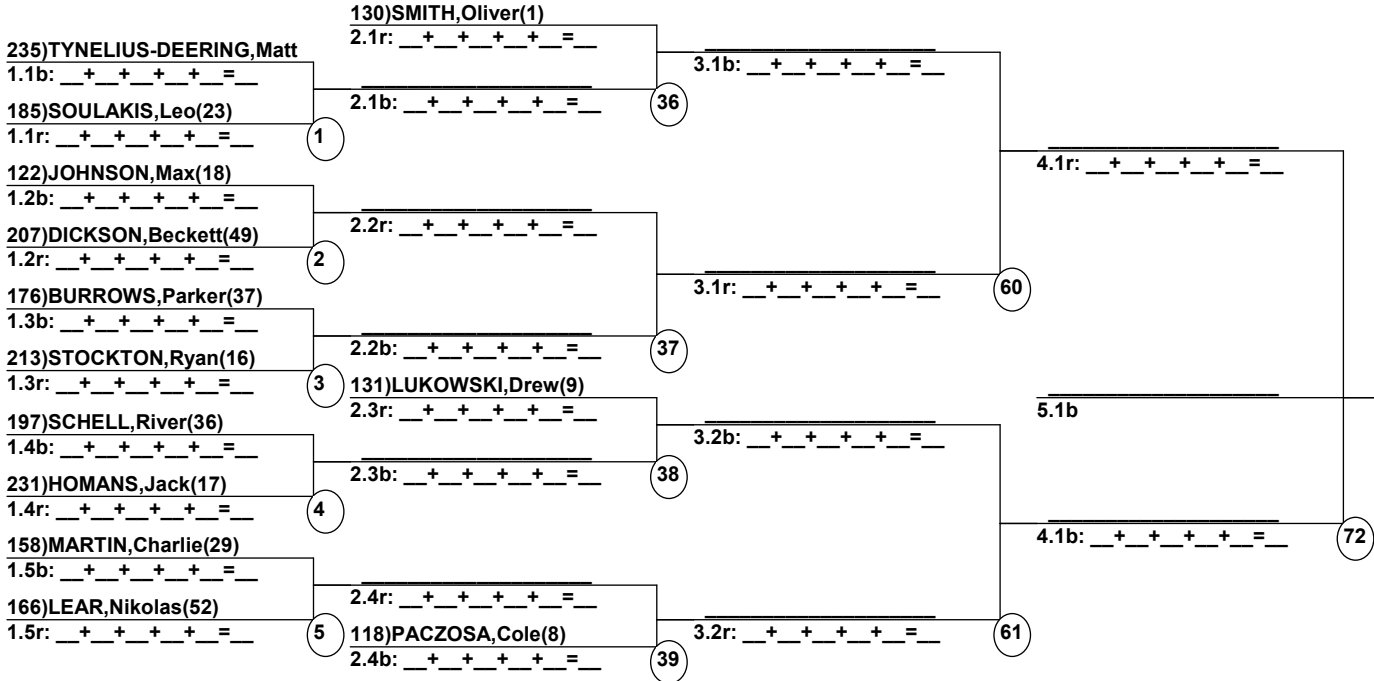 235)TYNELIUS-DEERING,Matt
1.1b: __+__+__+__+__=__
185)SOULAKIS,Leo(23)
1.1r: __+__+__+__+__=__
1
122)JOHNSON,Max(18)
1.2b: __+__+__+__+__=__
207)DICKSON,Beckett(49)
1.2r: __+__+__+__+__=__
2
176)BURROWS,Parker(37)
1.3b: __+__+__+__+__=__
213)STOCKTON,Ryan(16)
1.3r: __+__+__+__+__=__
3
197)SCHELL,River(36)
1.4b: __+__+__+__+__=__
231)HOMANS,Jack(17)
1.4r: __+__+__+__+__=__
4
158)MARTIN,Charlie(29)
1.5b: __+__+__+__+__=__
166)LEAR,Nikolas(52)
1.5r: __+__+__+__+__=__
5
130)SMITH,Oliver(1)
2.1r: __+__+__+__+__=__
2.1b: __+__+__+__+__=__
36
2.2r: __+__+__+__+__=__
2.2b: __+__+__+__+__=__
37
131)LUKOWSKI,Drew(9)
2.3r: __+__+__+__+__=__
2.3b: __+__+__+__+__=__
38
2.4r: __+__+__+__+__=__
118)PACZOSA,Cole(8)
2.4b: __+__+__+__+__=__
39
3.1b: __+__+__+__+__=__
3.1r: __+__+__+__+__=__
60
3.2b: __+__+__+__+__=__
3.2r: __+__+__+__+__=__
61
4.1r: __+__+__+__+__=__
4.1b: __+__+__+__+__=__
72
5.1b